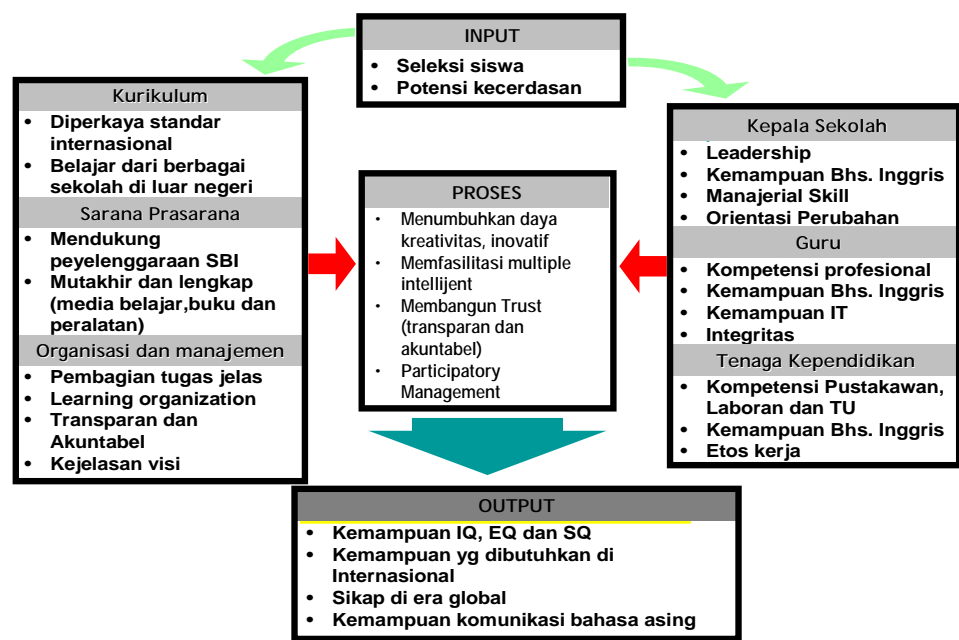 INPUT
• Seleksi siswa
• Potensi kecerdasan
Kurikulum
• Diperkaya standar
internasional
• Belajar dari berbagai
sekolah di luar negeri
Sarana Prasarana
• Mendukung
peyelenggaraan SBI
• Mutakhir dan lengkap
(media belajar,buku dan
peralatan)
Organisasi dan manajemen
• Pembagian tugas jelas
• Learning organization
• Transparan dan
Akuntabel
• Kejelasan visi
PROSES
• Menumbuhkan daya
kreativitas, inovatif
• Memfasilitasi multiple
intellijent
• Membangun Trust
(transparan dan
akuntabel)
• Participatory
Management
Kepala Sekolah
• Leadership
• Kemampuan Bhs. Inggris
• Manajerial Skill
• Orientasi Perubahan
Guru
• Kompetensi profesional
• Kemampuan Bhs. Inggris
• Kemampuan IT
• Integritas
Tenaga Kependidikan
• Kompetensi Pustakawan,
Laboran dan TU
• Kemampuan Bhs. Inggris
• Etos kerja
OUTPUT
• Kemampuan IQ, EQ dan SQ
• Kemampuan yg dibutuhkan di
Internasional
• Sikap di era global
• Kemampuan komunikasi bahasa asing